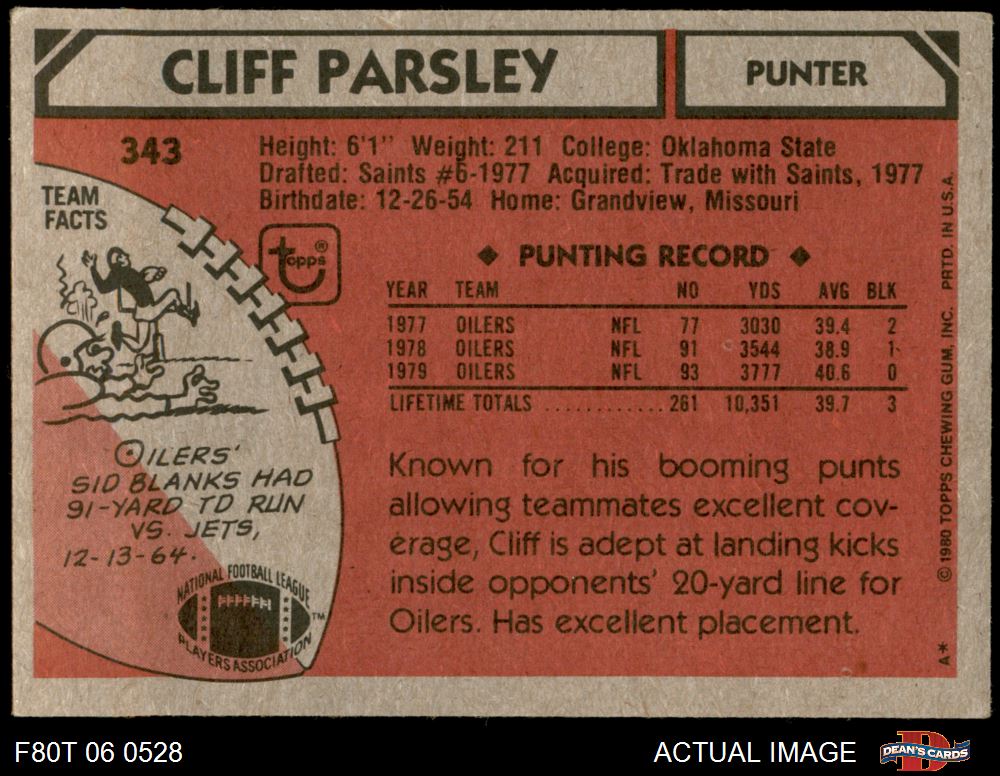 CLIFF PARSLEY
PUNTER
343
Height: 6'1" Weight: 211 College: Oklahoma State
Drafted: Saints #6-1977 Acquired: Trade with Saints, 1977
Birthdate: 12-26-54 Home: Grandview, Missouri
TEAM
FACTS
topps ®
◆ PUNTING RECORD ◆
YEAR TEAM NO YDS AVG BLK
1977 OILERS NFL 77 3030 39.4 2
1978 OILERS NFL 91 3544 38.9 1
1979 OILERS NFL 93 3777 40.6 0
LIFETIME TOTALS ............ 261 10,351 39.7 3
OILERS'
SID BLANKS HAD
91-YARD TD RUN
VS. JETS,
12-13-64.
Known for his booming punts
allowing teammates excellent cov-
erage, Cliff is adept at landing kicks
inside opponents' 20-yard line for
Oilers. Has excellent placement.
NATIONAL FOOTBALL LEAGUE
PLAYERS ASSOCIATION
TM
A* © 1980 TOPPS CHEWING GUM, INC. PRTD. IN U.S.A.
F80T 06 0528
ACTUAL IMAGE
D
DEAN'S CARDS